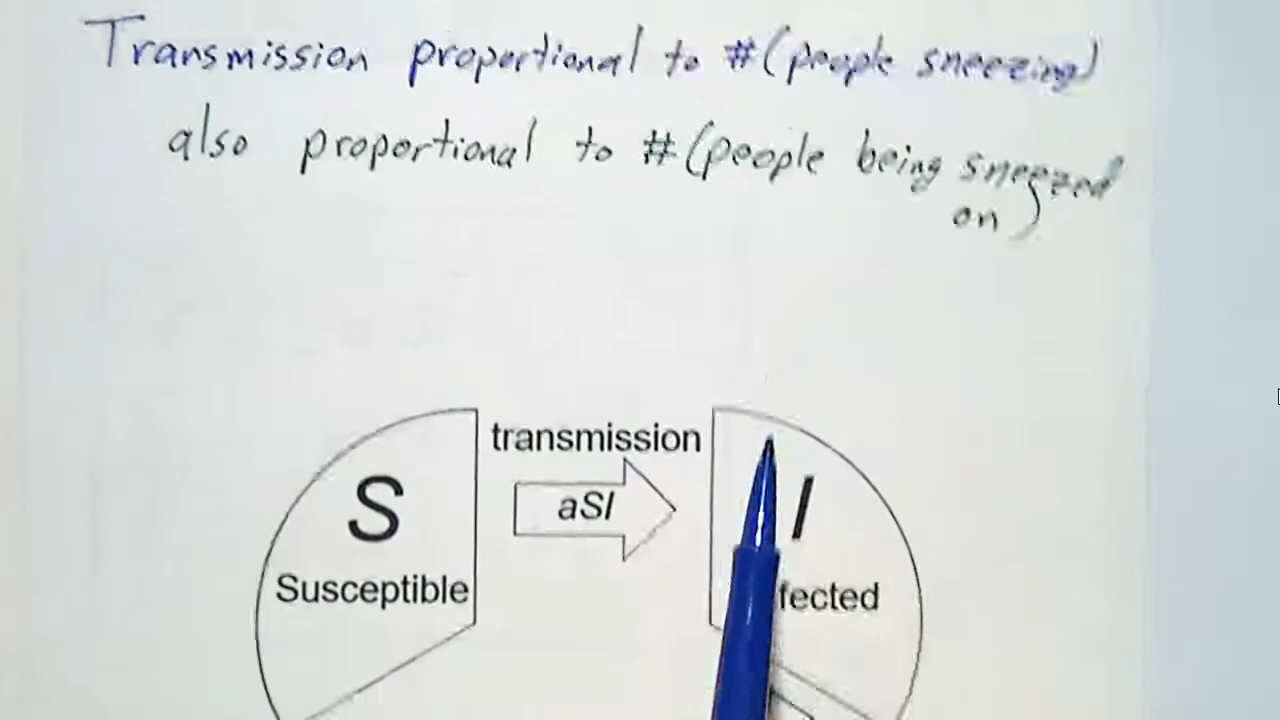 Transmission proportional to #(people sneezing)
also proportional to #(people being sneezed
on)
transmission
S
aSI
I
Susceptible
fected